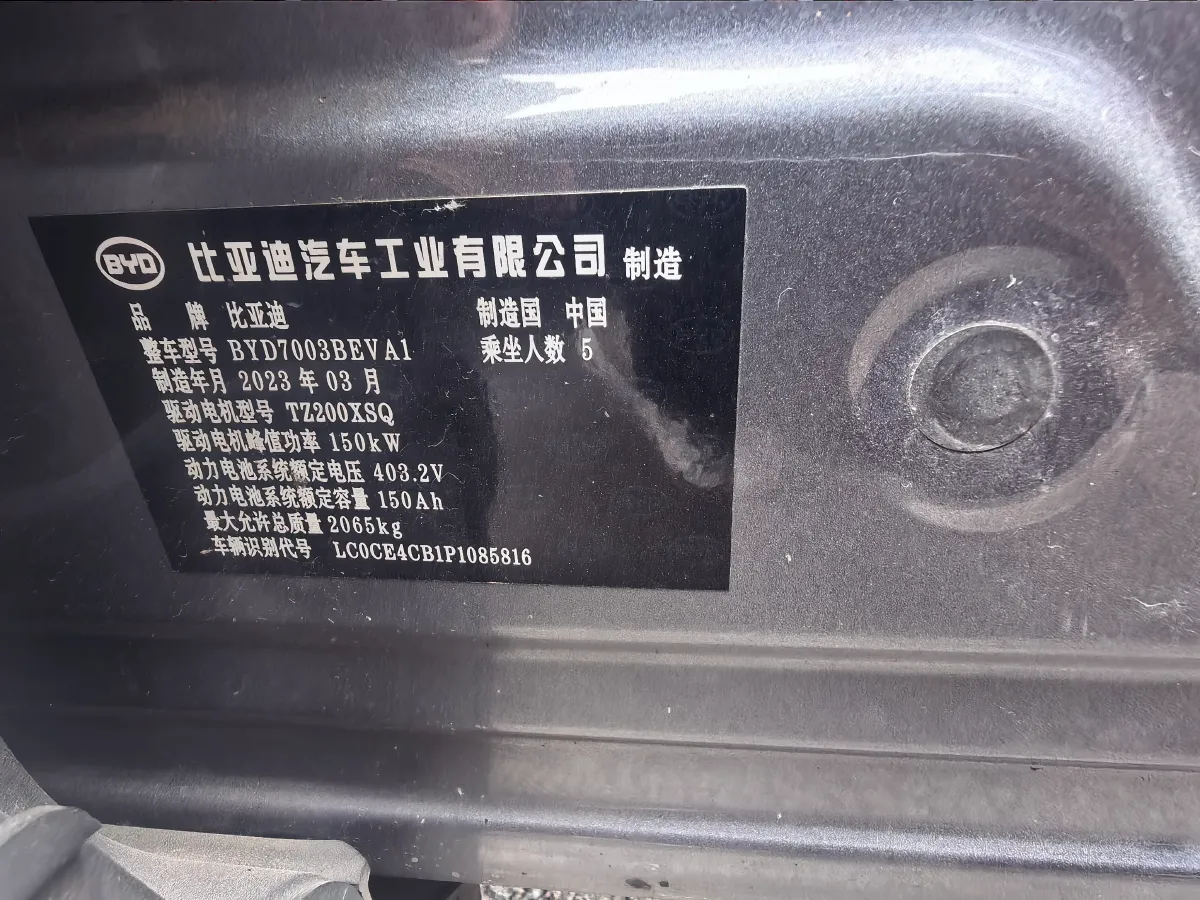 BYD 比亚迪汽车工业有限公司 制造
品 牌 比亚迪 制造国 中国
整车型号 BYD7003BEVA1 乘坐人数 5
制造年月 2023 年 03 月
驱动电机型号 TZ200XSQ
驱动电机峰值功率 150kW
动力电池系统额定电压 403.2V
动力电池系统额定容量 150Ah
最大允许总质量 2065kg
车辆识别代号 LC0CE4CB1P1085816